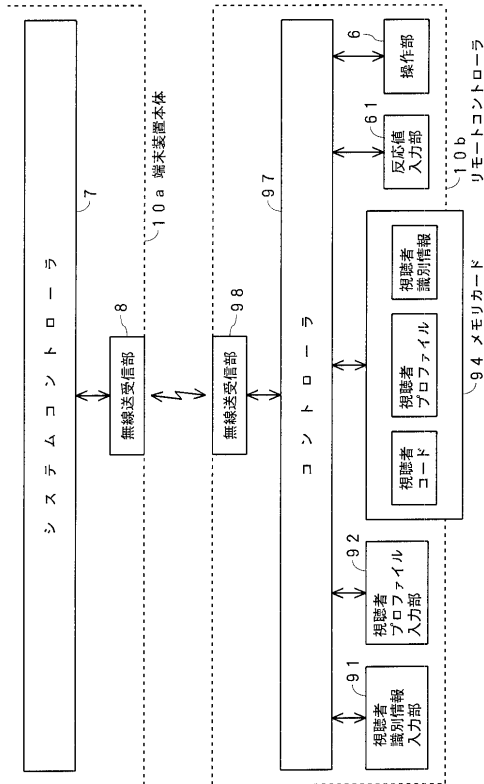 システムコントローラ
7
10a 端末装置本体
8
無線送受信部
98
無線送受信部
97
コントローラ
91
視聴者
識別情報
入力部
92
視聴者
プロファイル
入力部
視聴者
コード
視聴者
プロファイル
視聴者
識別情報
94 メモリカード
61
反応値
入力部
6
操作部
10b
リモートコントローラ